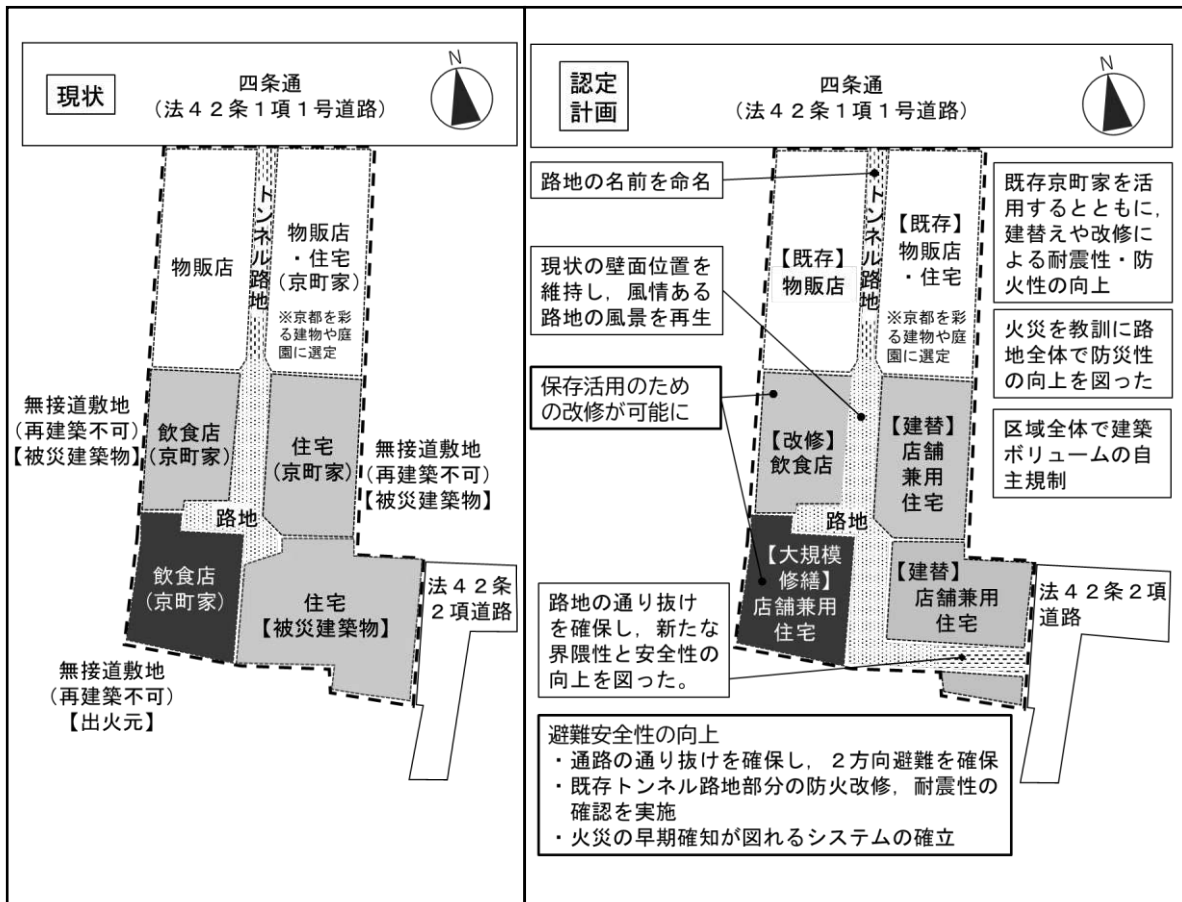 現状
四条通
(法42条1項1号道路)
N
トンネル路地
物販店
物販店
・住宅
(京町家)
※京都を彩
る建物や庭
園に選定
無接道敷地
(再建築不可)
【被災建築物】
飲食店
(京町家)
住宅
(京町家)
無接道敷地
(再建築不可)
【被災建築物】
路地
飲食店
(京町家)
住宅
【被災建築物】
法42条
2項道路
無接道敷地
(再建築不可)
【出火元】
認定
計画
四条通
(法42条1項1号道路)
N
路地の名前を命名
トンネル路地
【既存】
物販店
【既存】
物販店
・住宅
※京都を彩
る建物や庭
園に選定
既存京町家を活
用するとともに,
建替えや改修に
よる耐震性・防
火性の向上
現状の壁面位置を
維持し,風情ある
路地の風景を再生
火災を教訓に路
地全体で防災性
の向上を図った
保存活用のため
の改修が可能に
【改修】
飲食店
【建替】
店舗
兼用
住宅
区域全体で建築
ボリュームの自
主規制
路地
【大規模
修繕】
店舗兼用
住宅
【建替】
店舗兼用
住宅
法42条2項
道路
路地の通り抜け
を確保し,新たな
界隈性と安全性の
向上を図った。
避難安全性の向上
・通路の通り抜けを確保し,2方向避難を確保
・既存トンネル路地部分の防火改修,耐震性の
確認を実施
・火災の早期確知が図れるシステムの確立